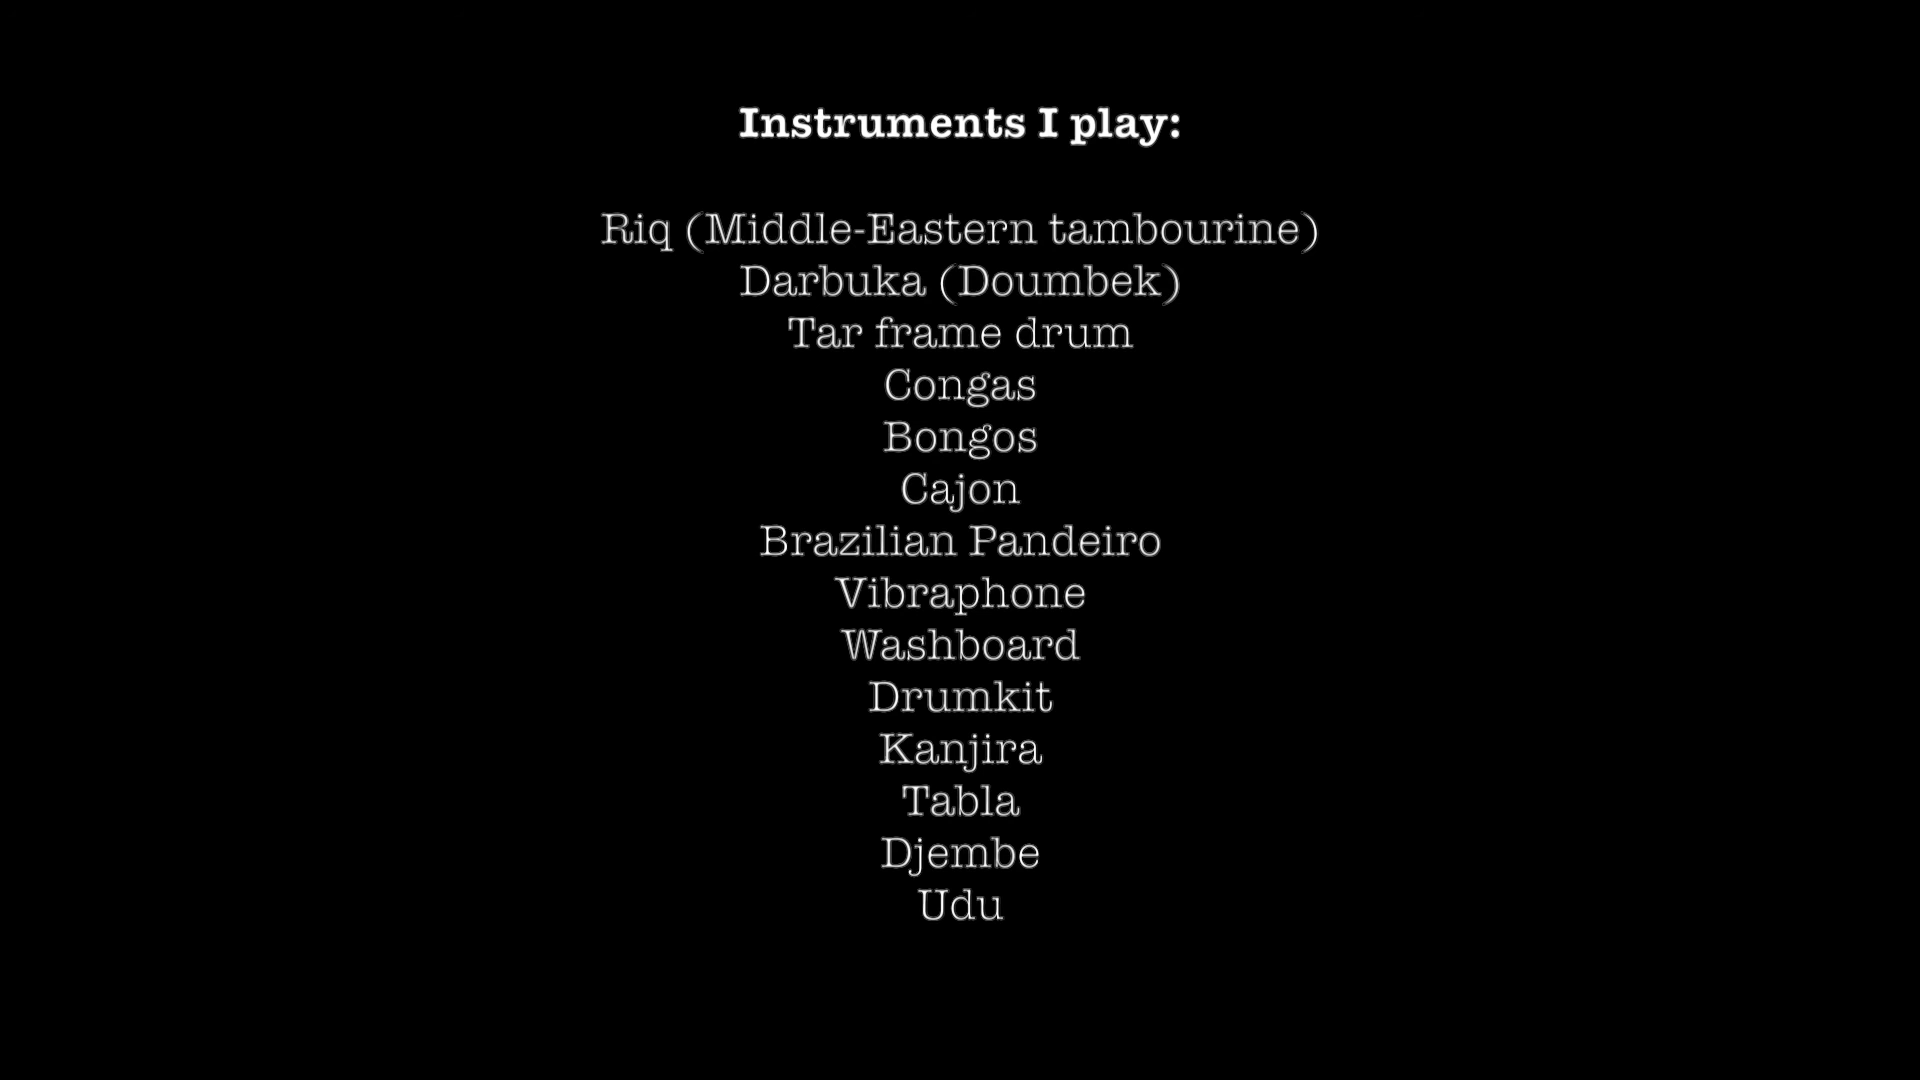 Instruments I play:
Riq (Middle-Eastern tambourine)
Darbuka (Doumbek)
Tar frame drum
Congas
Bongos
Cajon
Brazilian Pandeiro
Vibraphone
Washboard
Drumkit
Kanjira
Tabla
Djembe
Udu